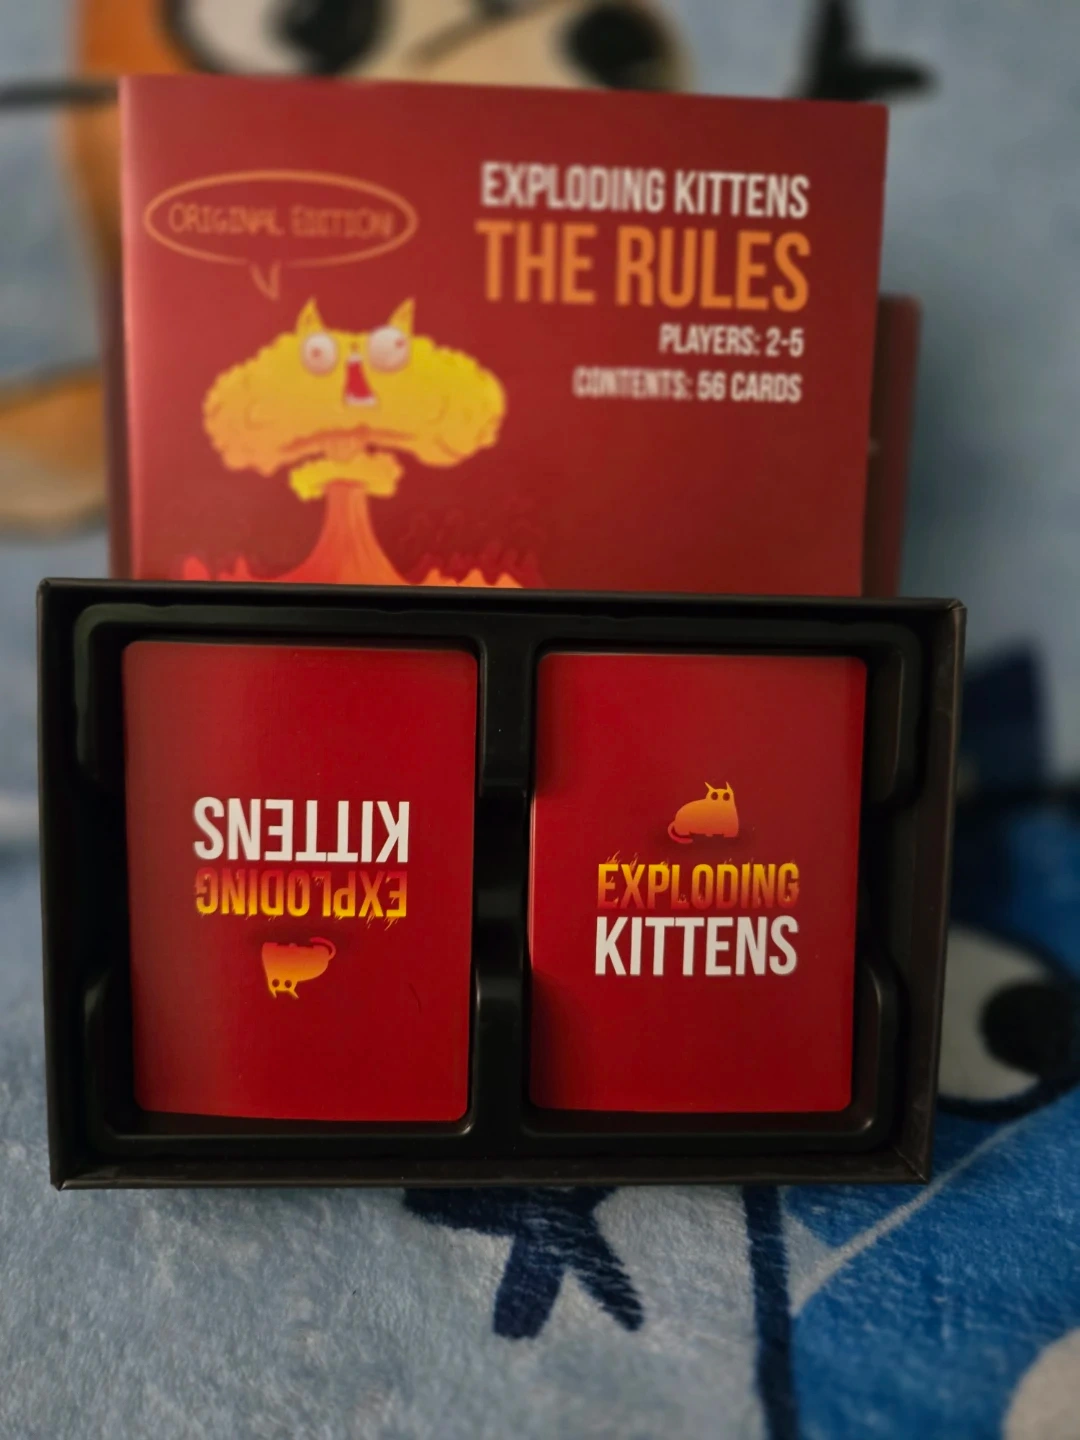 ORIGINAL EDITION!
EXPLODING KITTENS
THE RULES
PLAYERS: 2-5
CONTENTS: 56 CARDS
EXPLODING
KITTENS
EXPLODING
KITTENS